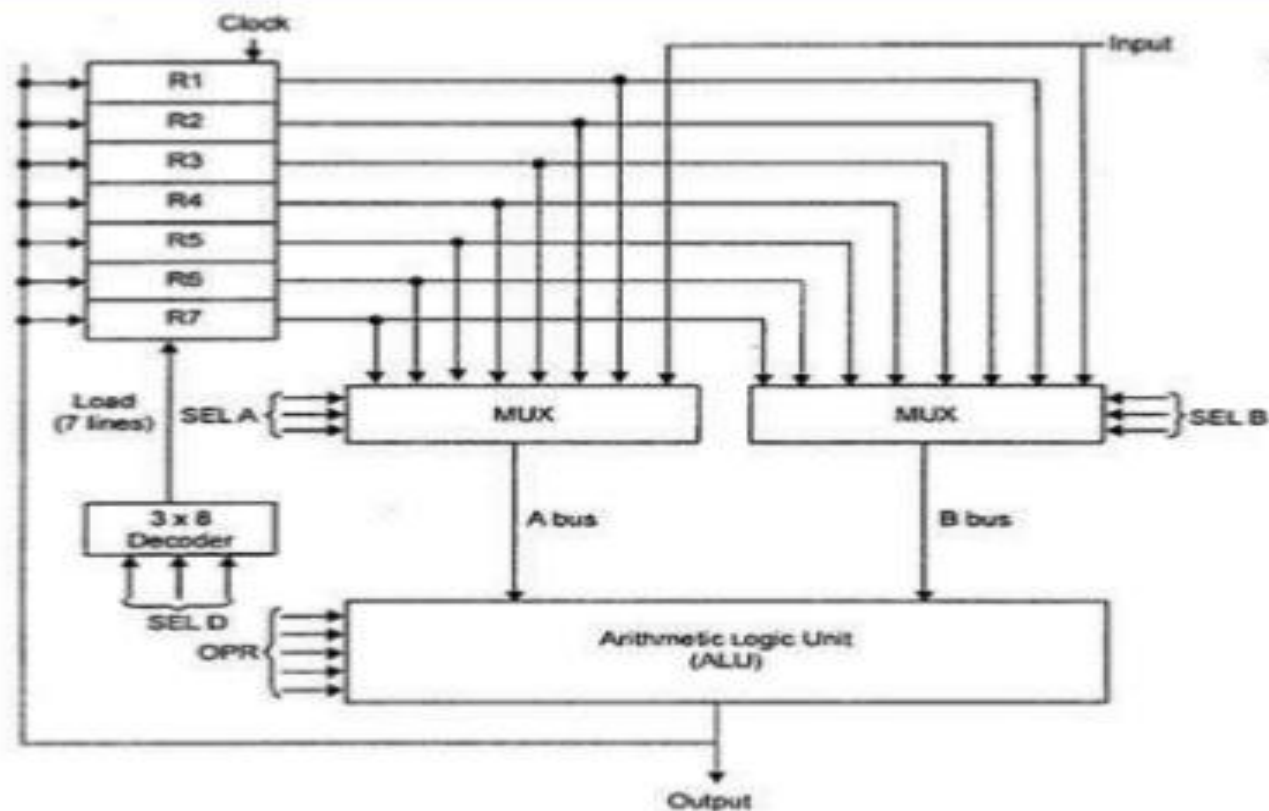 Clock
Input
R1
R2
R3
R4
R5
R6
R7
Load
(7 lines)
SEL A
MUX
MUX
SEL B
3 x 8
Decoder
A bus
B bus
SEL D
OPR
Arithmetic Logic Unit
(ALU)
Output